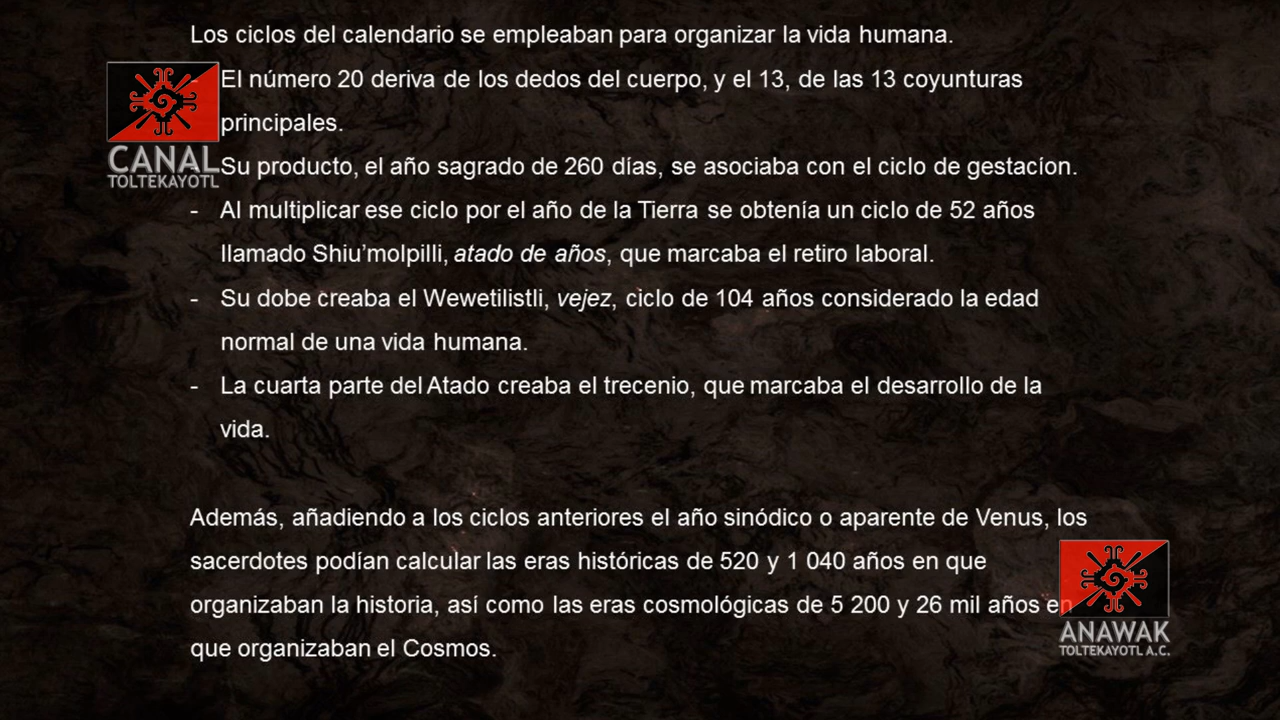 Los ciclos del calendario se empleaban para organizar la vida humana.
- El número 20 deriva de los dedos del cuerpo, y el 13, de las 13 coyunturas
principales.
Su producto, el año sagrado de 260 días, se asociaba con el ciclo de gestacíon.
- Al multiplicar ese ciclo por el año de la Tierra se obtenía un ciclo de 52 años
llamado Shiu’molpilli, atado de años, que marcaba el retiro laboral.
- Su dobe creaba el Wewetilistli, vejez, ciclo de 104 años considerado la edad
normal de una vida humana.
- La cuarta parte del Atado creaba el trecenio, que marcaba el desarrollo de la
vida.
Además, añadiendo a los ciclos anteriores el año sinódico o aparente de Venus, los
sacerdotes podían calcular las eras históricas de 520 y 1 040 años en que
organizaban la historia, así como las eras cosmológicas de 5 200 y 26 mil años en
que organizaban el Cosmos.
CANAL
TOLTEKAYOTL
ANAWAK
TOLTEKAYOTL A.C.